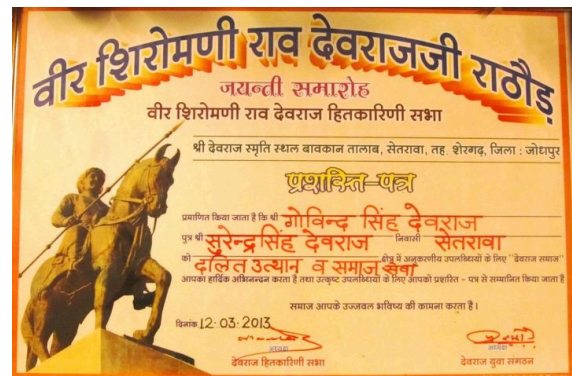 वीर शिरोमणी राव देवराजजी राठौड़
जयन्ती समारोह
वीर शिरोमणी राव देवराज हितकारिणी सभा
श्री देवराज स्मृति स्थल बावकान तालाब, सेतरावा, तह. शेरगढ़, जिला : जोधपुर
प्रशस्ति-पत्र
प्रमाणित किया जाता है कि श्री गोविन्द सिंह देवराज
पुत्र श्री सुरेन्द्र सिंह देवराज निवासी सेतरावा
को दलित उत्थान व समाज सेवा क्षेत्र में अनुकरणीय उपलब्धियों के लिए "देवराज समाज"
आपका हार्दिक अभिनन्दन करता है तथा उत्कृष्ट उपलब्धियों के लिए आपको प्रशस्ति - पत्र से सम्मानित किया जाता है
समाज आपके उज्जवल भविष्य की कामना करता है।
दिनांक 12.03.2013
अध्यक्ष अध्यक्ष
देवराज हितकारिणी सभा देवराज युवा संगठन